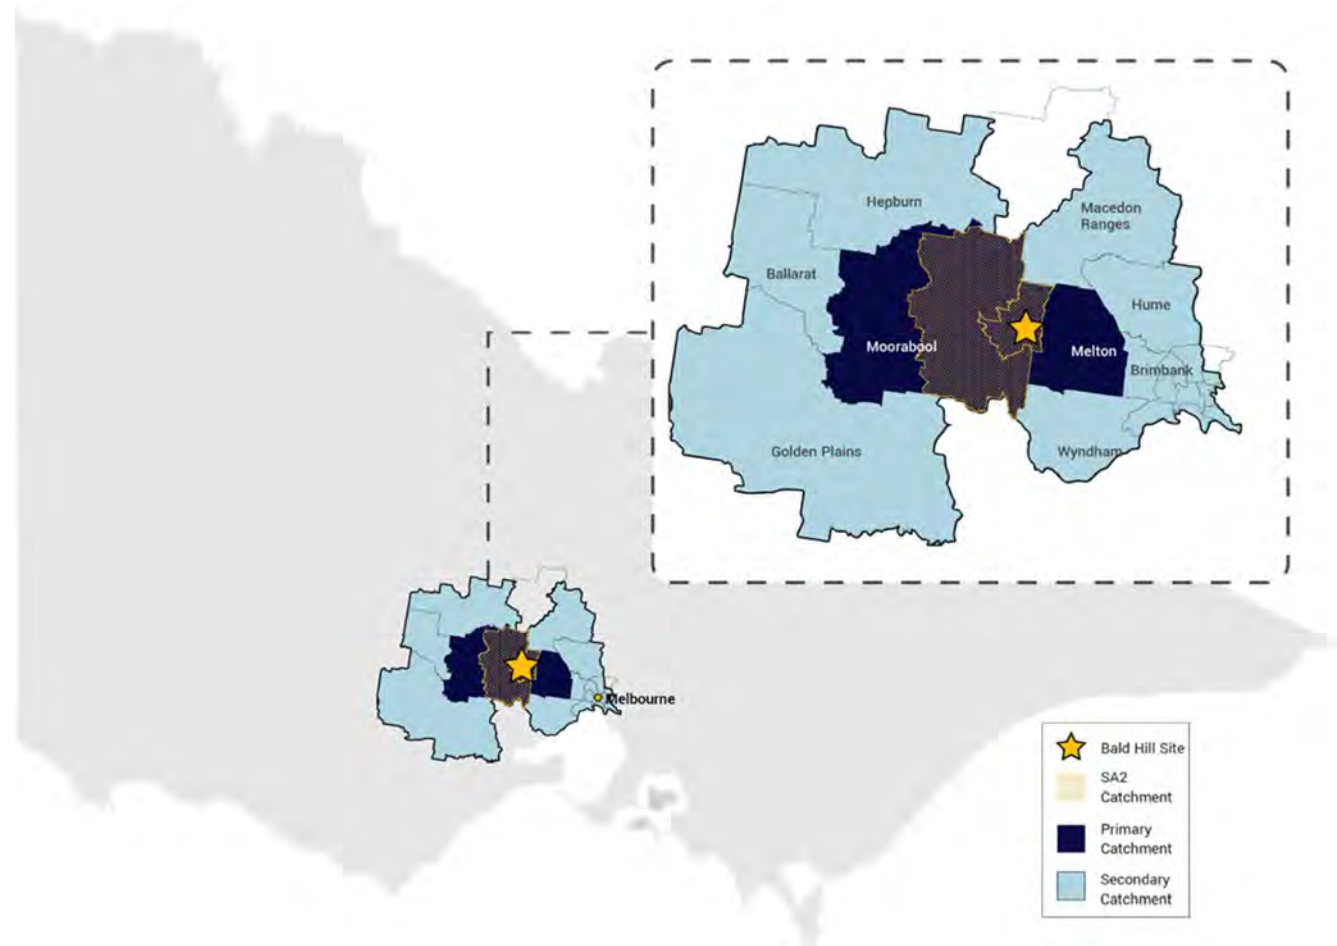 Hepburn
Macedon
Ranges
Ballarat
Hume
Moorabool
Melton
Brimbank
Golden Plains
Wyndham
Melbourne
Bald Hill Site
SA2
Catchment
Primary
Catchment
Secondary
Catchment